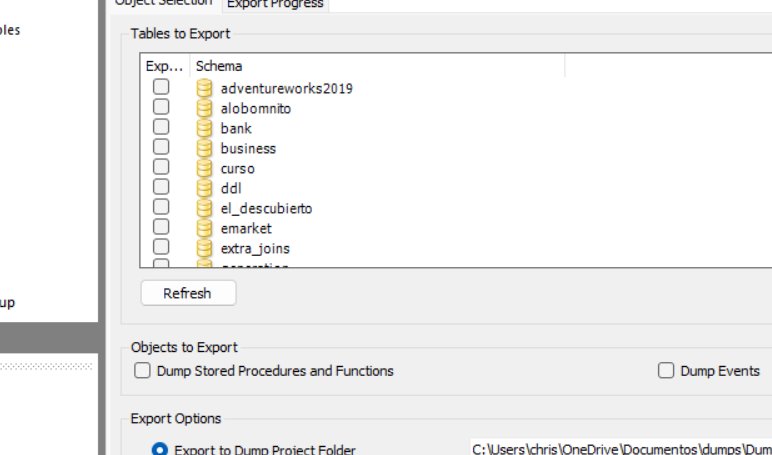 Object Selection Export Progress
Tables to Export
Exp... Schema
adventureworks2019
alobomnito
bank
business
curso
ddl
el_descubierto
emarket
extra_joins
Refresh
up
Objects to Export
Dump Stored Procedures and Functions Dump Events
Export Options
Export to Dump Project Folder C:\Users\chris\OneDrive\Documentos\dumps\Dum